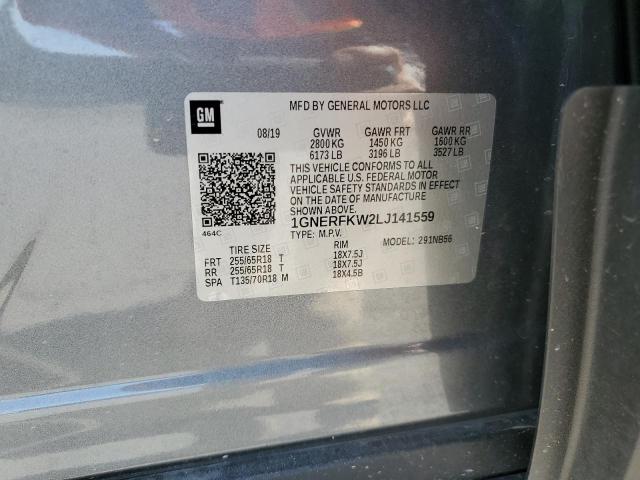 GM
MFD BY GENERAL MOTORS LLC
08/19 GVWR GAWR FRT GAWR RR
2800 KG 1450 KG 1600 KG
6173 LB 3196 LB 3527 LB
THIS VEHICLE CONFORMS TO ALL
APPLICABLE U.S. FEDERAL MOTOR
VEHICLE SAFETY STANDARDS IN EFFECT
ON THE DATE OF MANUFACTURE
SHOWN ABOVE.
1GNERFKW2LJ141559
464C
TYPE: M.P.V. MODEL: 291NB56
TIRE SIZE RIM
FRT 255/65R18 T 18X7.5J
RR 255/65R18 T 18X7.5J
SPA T135/70R18 M 18X4.5B